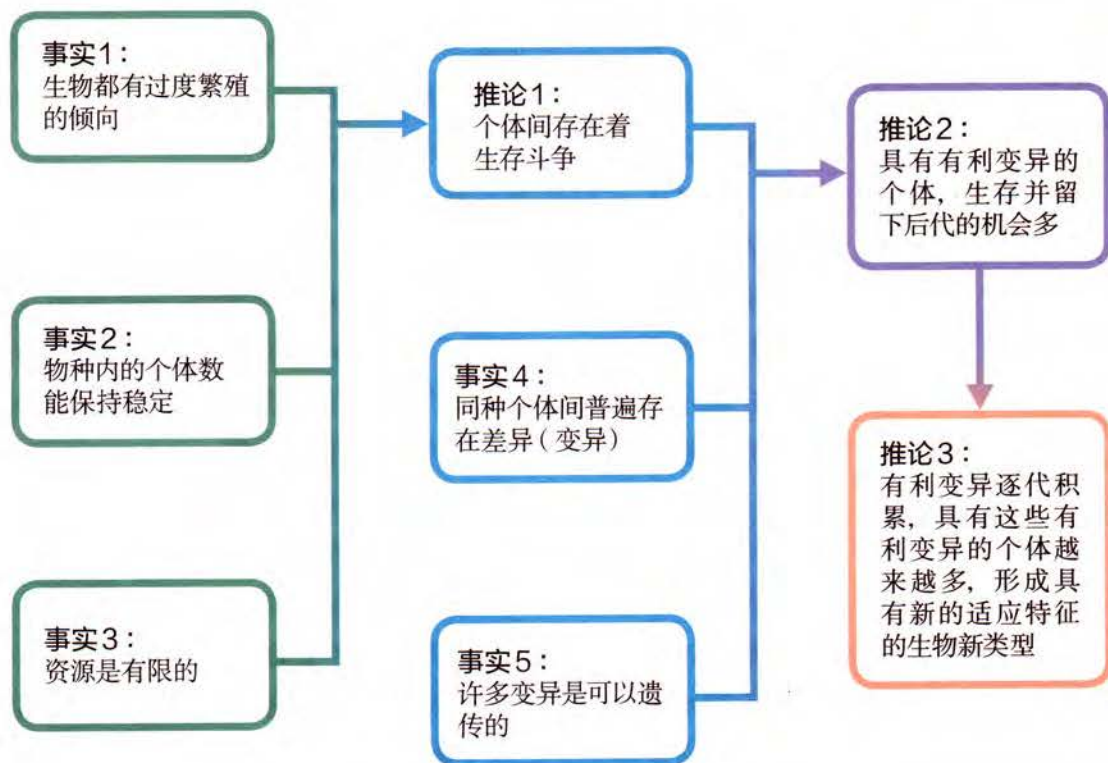 事实1：
生物都有过度繁殖
的倾向
事实2：
物种内的个体数
能保持稳定
事实3：
资源是有限的
推论1：
个体间存在着
生存斗争
事实4：
同种个体间普遍存
在差异（变异）
事实5：
许多变异是可以遗
传的
推论2：
具有有利变异的
个体，生存并留
下后代的机会多
推论3：
有利变异逐代积
累，具有这些有
利变异的个体越
来越多，形成具
有新的适应特征
的生物新类型